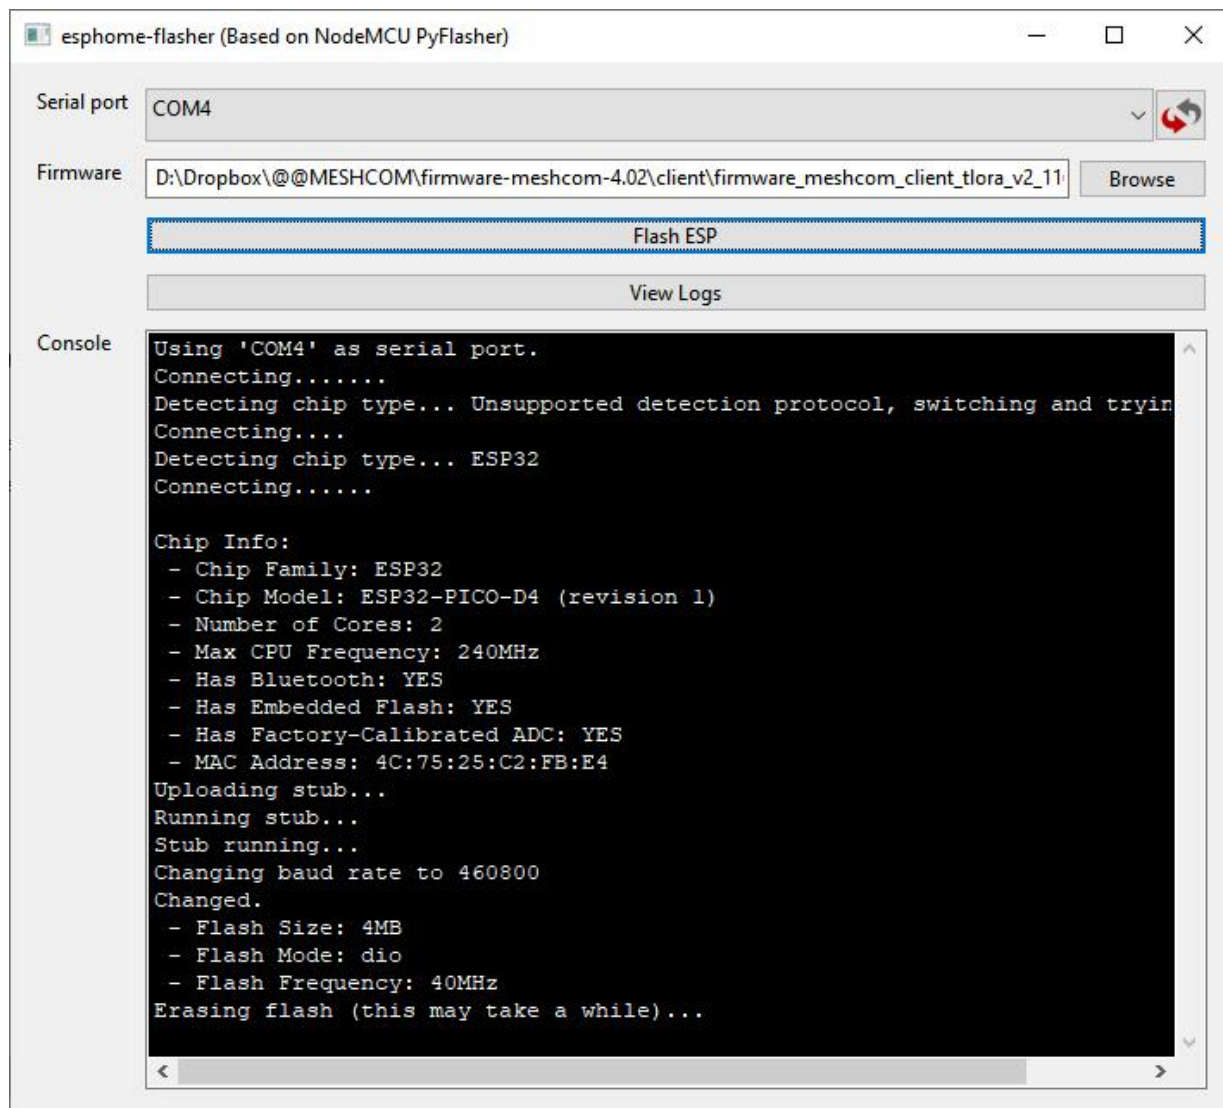 esphome-flasher (Based on NodeMCU PyFlasher)
Serial port
COM4
Firmware
D:\Dropbox\@@MESHCOM\firmware-meshcom-4.02\client\firmware_meshcom_client_tlora_v2_11
Browse
Flash ESP
View Logs
Console
Using 'COM4' as serial port.
Connecting.......
Detecting chip type... Unsupported detection protocol, switching and tryin
Connecting....
Detecting chip type... ESP32
Connecting......
Chip Info:
- Chip Family: ESP32
- Chip Model: ESP32-PICO-D4 (revision 1)
- Number of Cores: 2
- Max CPU Frequency: 240MHz
- Has Bluetooth: YES
- Has Embedded Flash: YES
- Has Factory-Calibrated ADC: YES
- MAC Address: 4C:75:25:C2:FB:E4
Uploading stub...
Running stub...
Stub running...
Changing baud rate to 460800
Changed.
- Flash Size: 4MB
- Flash Mode: dio
- Flash Frequency: 40MHz
Erasing flash (this may take a while)...